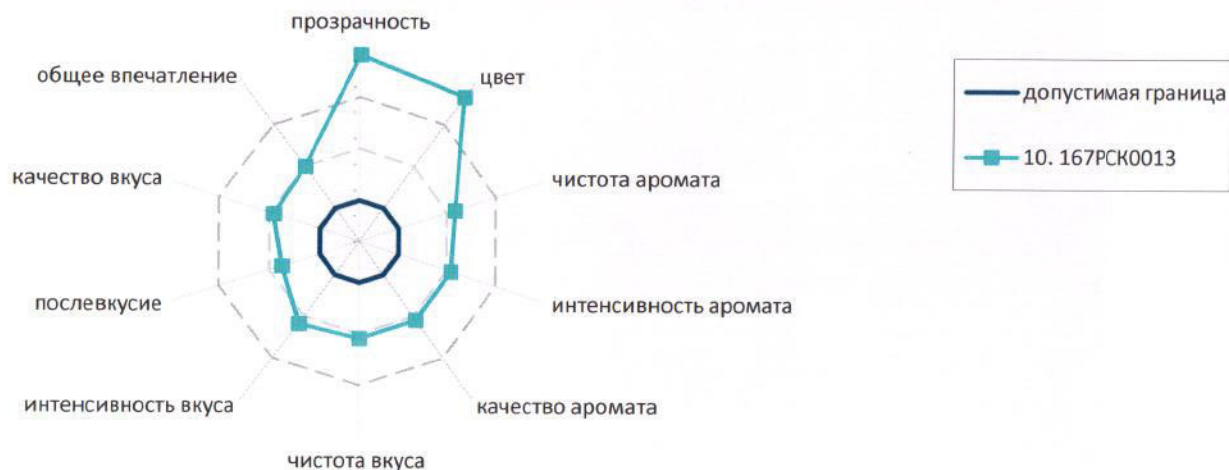 прозрачность
общее впечатление
цвет
допустимая граница
10. 167РСК0013
качество вкуса
чистота аромата
послевкусие
интенсивность аромата
интенсивность вкуса
качество аромата
чистота вкуса